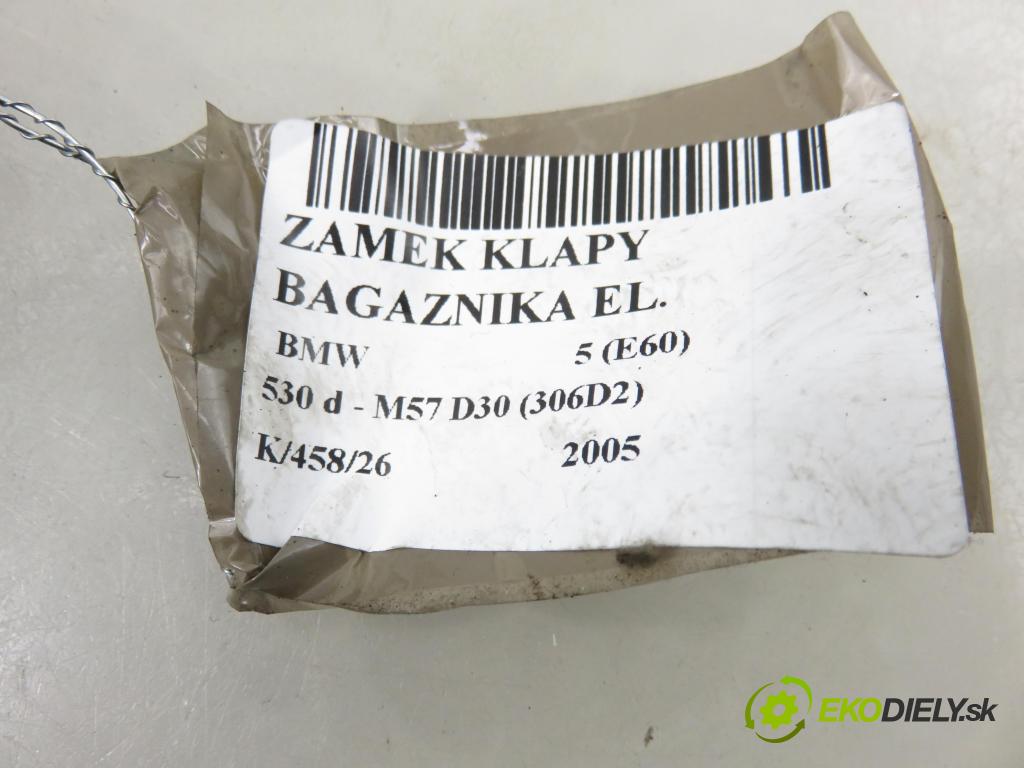 ZAMEK KLAPY
BAGAZNIKA EL.
BMW 5 (E60)
530 d - M57 D30 (306D2)
K/458/26 2005
EKODIELY.sk